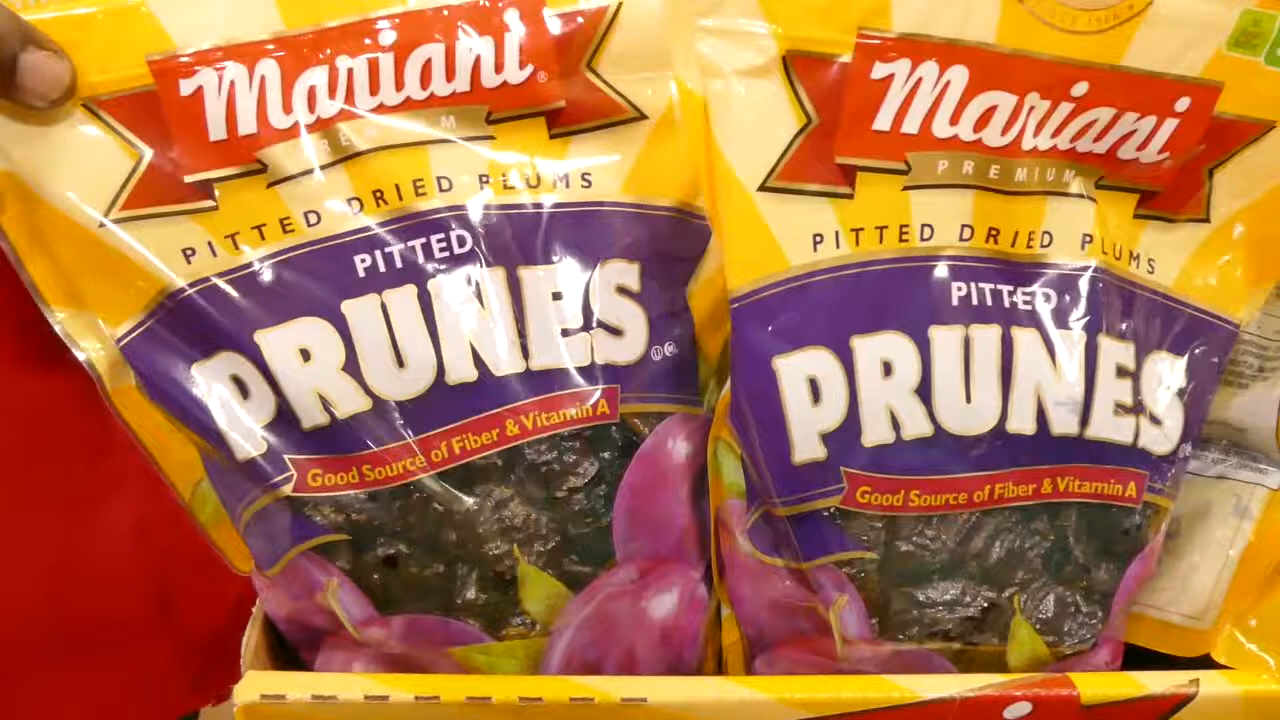 Mariani®
PREMIUM
PITTED DRIED PLUMS
PITTED
PRUNES
Good Source of Fiber & Vitamin A
Mariani
PREMIUM
PITTED DRIED PLUMS
PITTED
PRUNES
Good Source of Fiber & Vitamin A